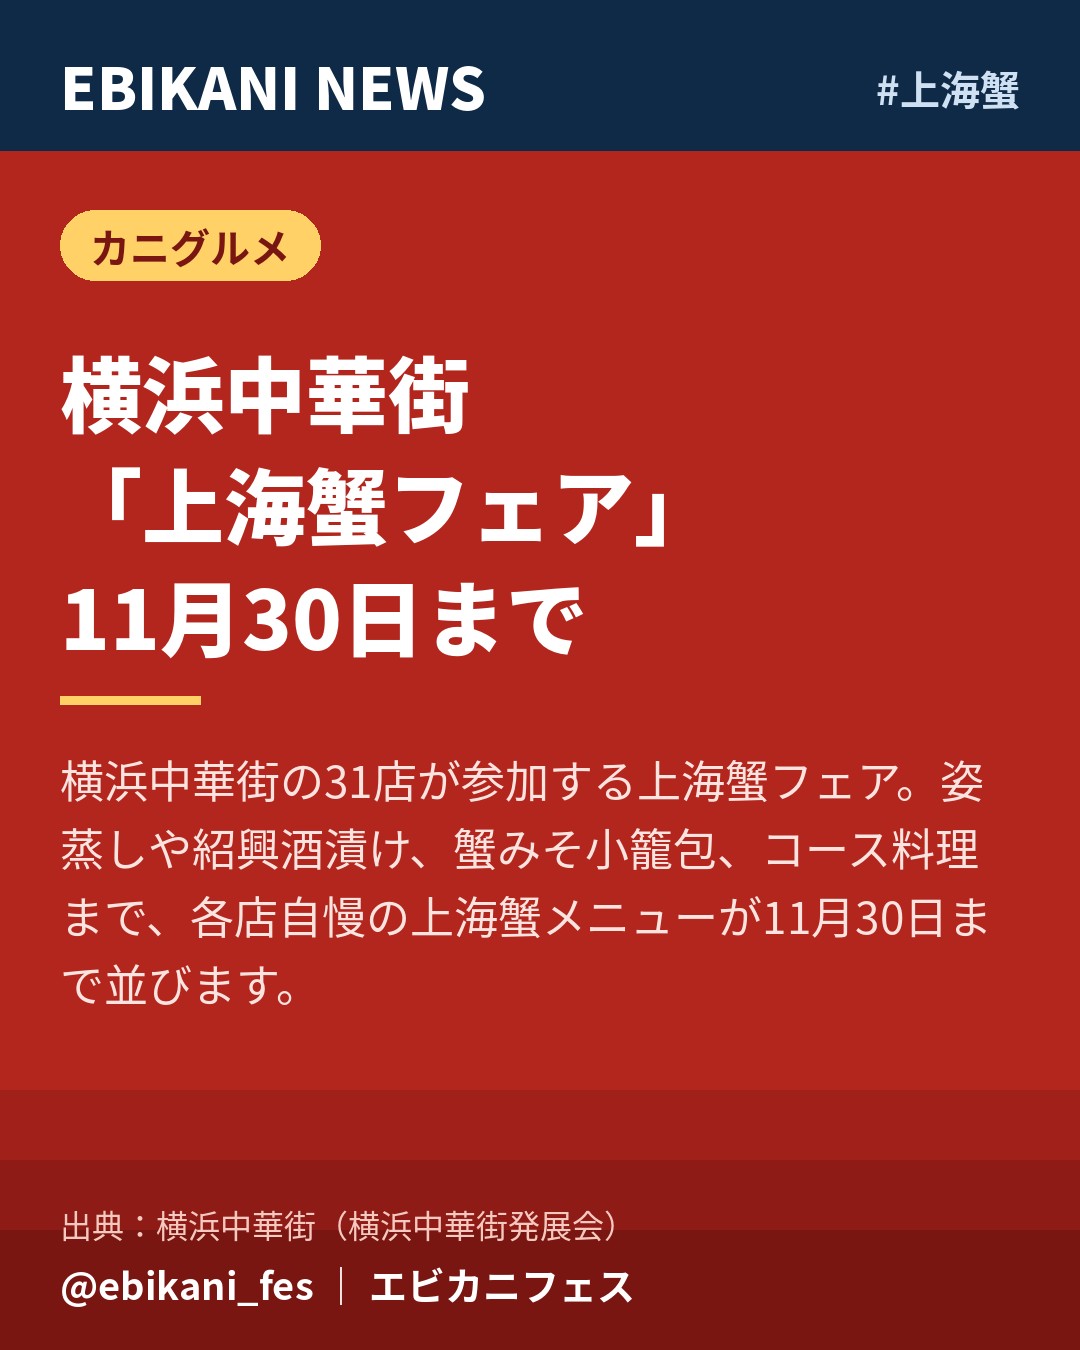 EBIKANI NEWS
#上海蟹
カニグルメ
横浜中華街
「上海蟹フェア」
11月30日まで
横浜中華街の31店が参加する上海蟹フェア。姿
蒸しや紹興酒漬け、蟹みそ小籠包、コース料理
まで、各店自慢の上海蟹メニューが11月30日ま
で並びます。
出典：横浜中華街（横浜中華街発展会）
@ebikani_fes ｜ エビカニフェス